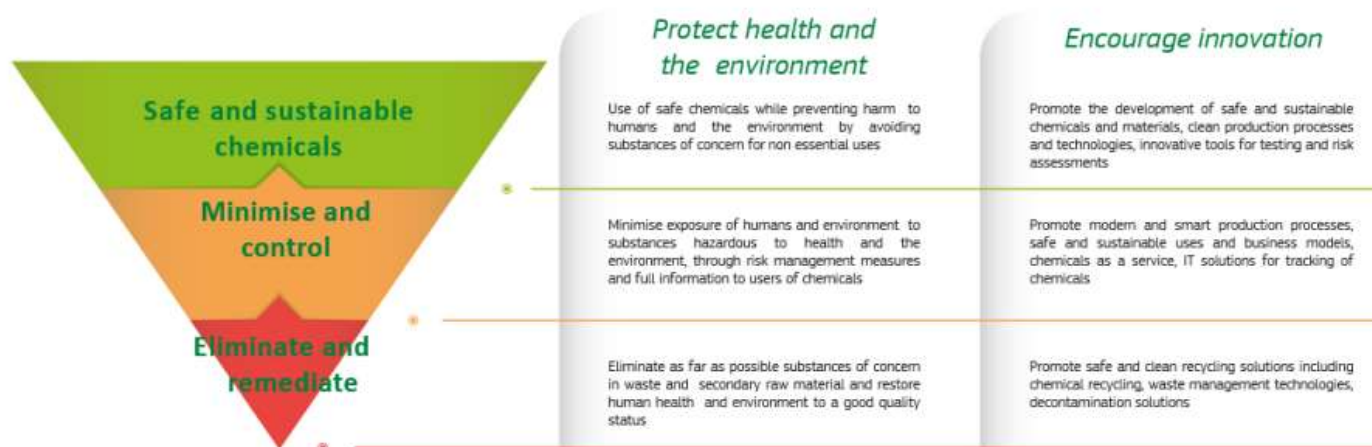 Safe and sustainable
chemicals
Minimise and
control
Eliminate and
remediate
Protect health and
the environment
Use of safe chemicals while preventing harm to
humans and the environment by avoiding
substances of concern for non essential uses
Minimise exposure of humans and environment to
substances hazardous to health and the
environment, through risk management measures
and full information to users of chemicals
Eliminate as far as possible substances of concern
in waste and secondary raw material and restore
human health and environment to a good quality
status
Encourage innovation
Promote the development of safe and sustainable
chemicals and materials, clean production processes
and technologies, innovative tools for testing and risk
assessments
Promote modern and smart production processes,
safe and sustainable uses and business models,
chemicals as a service, IT solutions for tracking of
chemicals
Promote safe and clean recycling solutions including
chemical recycling, waste management technologies,
decontamination solutions